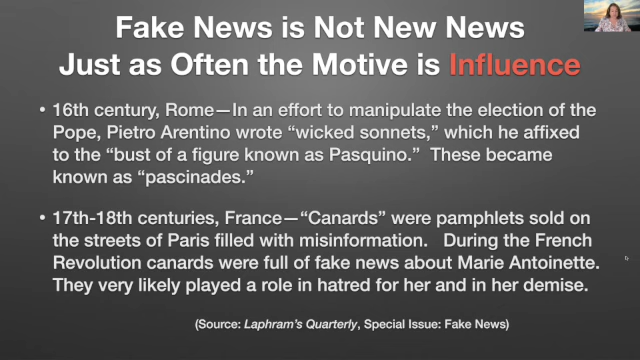 Fake News is Not New News
Just as Often the Motive is Influence
• 16th century, Rome—In an effort to manipulate the election of the
Pope, Pietro Arentino wrote “wicked sonnets,” which he affixed
to the “bust of a figure known as Pasquino.” These became
known as “pascinades.”
• 17th-18th centuries, France—“Canards” were pamphlets sold on
the streets of Paris filled with misinformation. During the French
Revolution canards were full of fake news about Marie Antoinette.
They very likely played a role in hatred for her and in her demise.
(Source: Laphram’s Quarterly, Special Issue: Fake News)